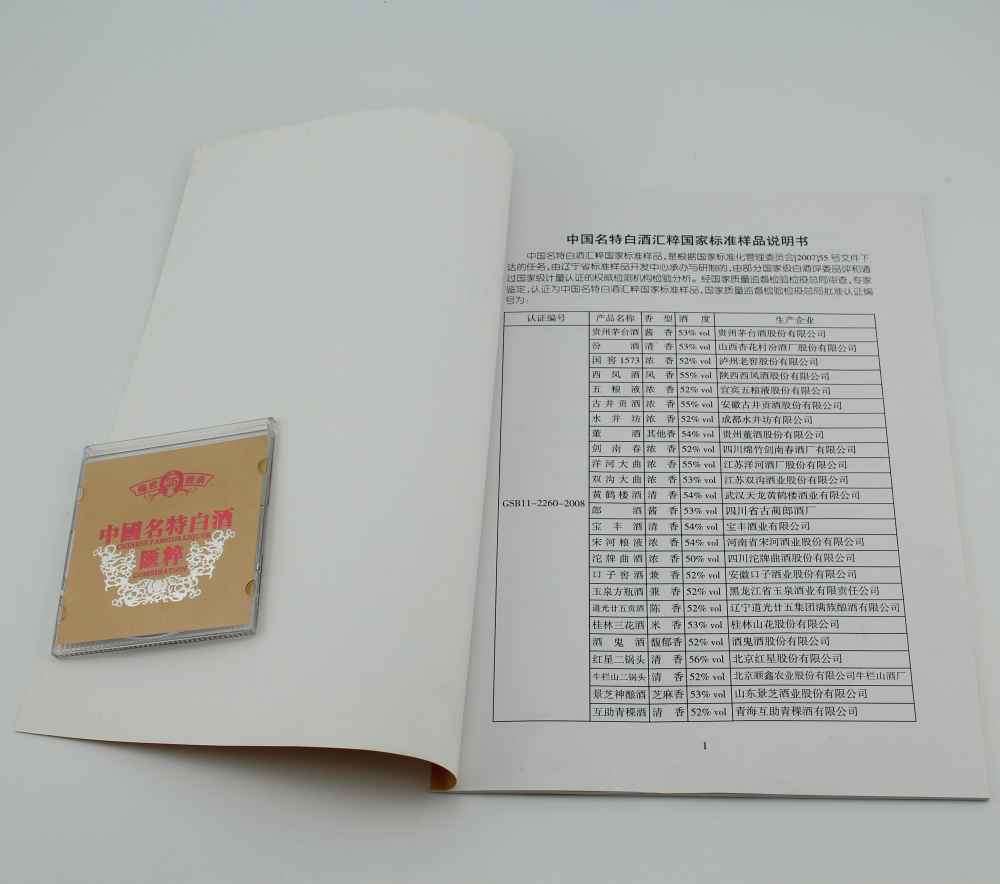 中國名特白酒
CHINESE FAMOUS LIQUOR
匯粹
COMBINATION
中国名特白酒汇粹国家标准样品说明书
中国名特白酒汇粹国家标准样品,是根据国家标准化管理委员会[2007]55 号文件下
达的任务,由辽宁省标准样品开发中心承办与研制的,由部分国家级白酒评委品评和通
过国家级计量认证的权威检测机构检验分析。经国家质量监督检验检疫总局审查,专家
鉴定,认证为中国名特白酒汇粹国家标准样品,国家质量监督检验检疫总局批准认证编
号为:
认证编号 产品名称 香 型 酒 度 生产企业
贵州茅台酒 酱 香 53% vol 贵州茅台酒股份有限公司
汾 酒 清 香 53% vol 山西杏花村汾酒厂股份有限公司
国窖1573 浓 香 52% vol 泸州老窖股份有限公司
西凤酒 凤 香 55% vol 陕西西凤酒股份有限公司
五粮液 浓 香 52% vol 宜宾五粮液股份有限公司
古井贡酒 浓 香 55% vol 安徽古井贡酒股份有限公司
水井坊 浓 香 52% vol 成都水井坊有限公司
董 酒 其他香 54% vol 贵州董酒股份有限公司
剑南春 浓 香 52% vol 四川绵竹剑南春酒厂有限公司
洋河大曲 浓 香 55% vol 江苏洋河酒厂股份有限公司
双沟大曲 浓 香 53% vol 江苏双沟酒业股份有限公司
GSB11-2260-2008 黄鹤楼酒 清 香 54% vol 武汉天龙黄鹤楼酒业有限公司
郎 酒 酱 香 53% vol 四川省古蔺郎酒厂
宝丰酒 清 香 54% vol 宝丰酒业有限公司
宋河粮液 浓 香 54% vol 河南省宋河酒业股份有限公司
沱牌曲酒 浓 香 50% vol 四川沱牌曲酒股份有限公司
口子窖酒 兼 香 52% vol 安徽口子酒业股份有限公司
玉泉方瓶酒 兼 香 52% vol 黑龙江省玉泉酒业有限责任公司
道光廿五贡酒 陈 香 52% vol 辽宁道光廿五集团满族酿酒有限公司
桂林三花酒 米 香 53% vol 桂林三花股份有限公司
酒鬼酒 馥郁香 52% vol 酒鬼酒股份有限公司
红星二锅头 清 香 56% vol 北京红星股份有限公司
牛栏山二锅头 清 香 52% vol 北京顺鑫农业股份有限公司牛栏山酒厂
景芝神酿酒 芝麻香 53% vol 山东景芝酒业股份有限公司
互助青稞酒 清 香 52% vol 青海互助青稞酒有限公司
1